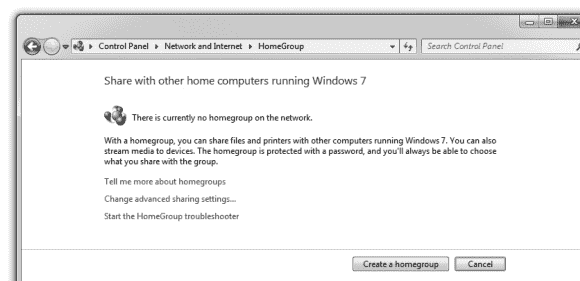 Control Panel Network and Internet HomeGroup Search Control Panel
Share with other home computers running Windows 7
There is currently no homegroup on the network.
With a homegroup, you can share files and printers with other computers running Windows 7. You can also
stream media to devices. The homegroup is protected with a password, and you'll always be able to choose
what you share with the group.
Tell me more about homegroups
Change advanced sharing settings...
Start the HomeGroup troubleshooter
Create a homegroup Cancel